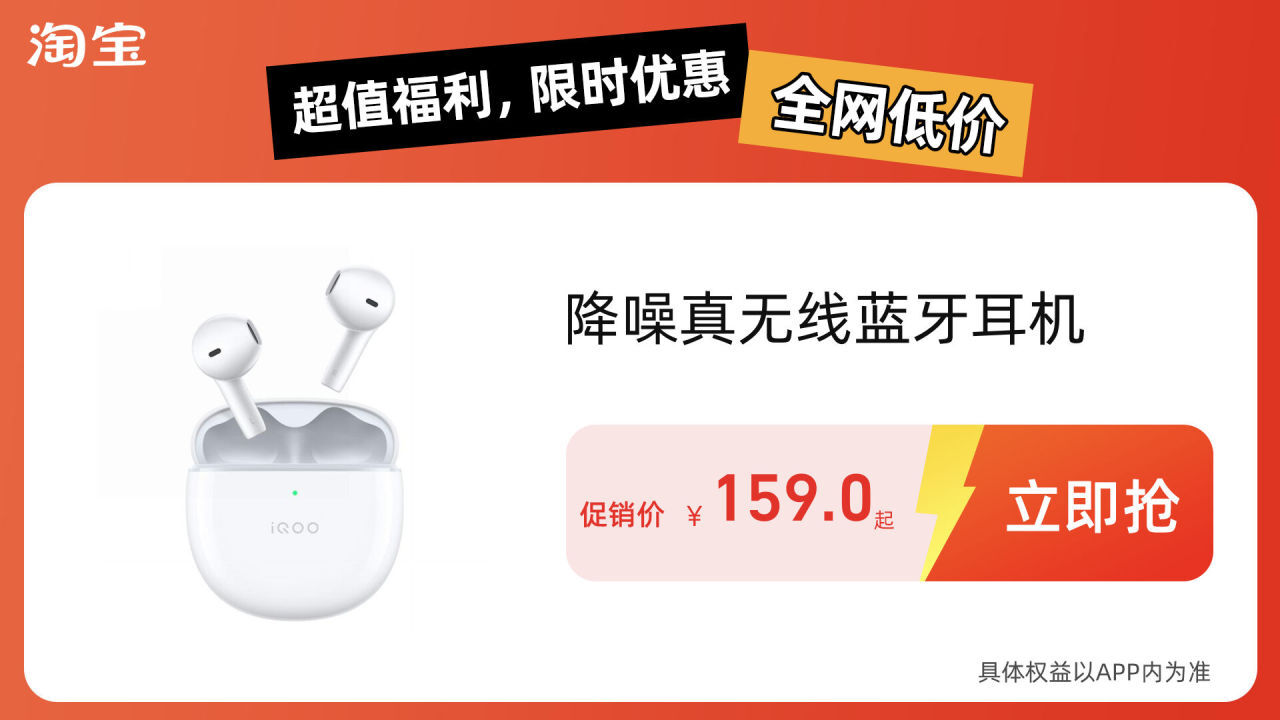 淘宝
超值福利，限时优惠
全网低价
降噪真无线蓝牙耳机
促销价 ¥ 159.0起
立即抢
iQOO
具体权益以APP内为准